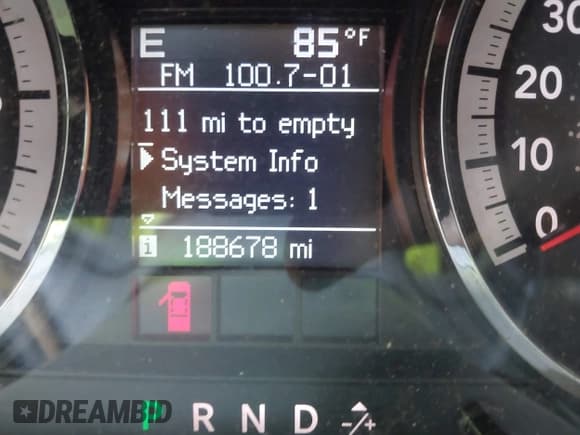 E 85°F
FM 100.7-01
111 mi to empty
System Info
Messages: 1
i 188678 mi
30
20
10
0
P R N D -/+
DREAMBID